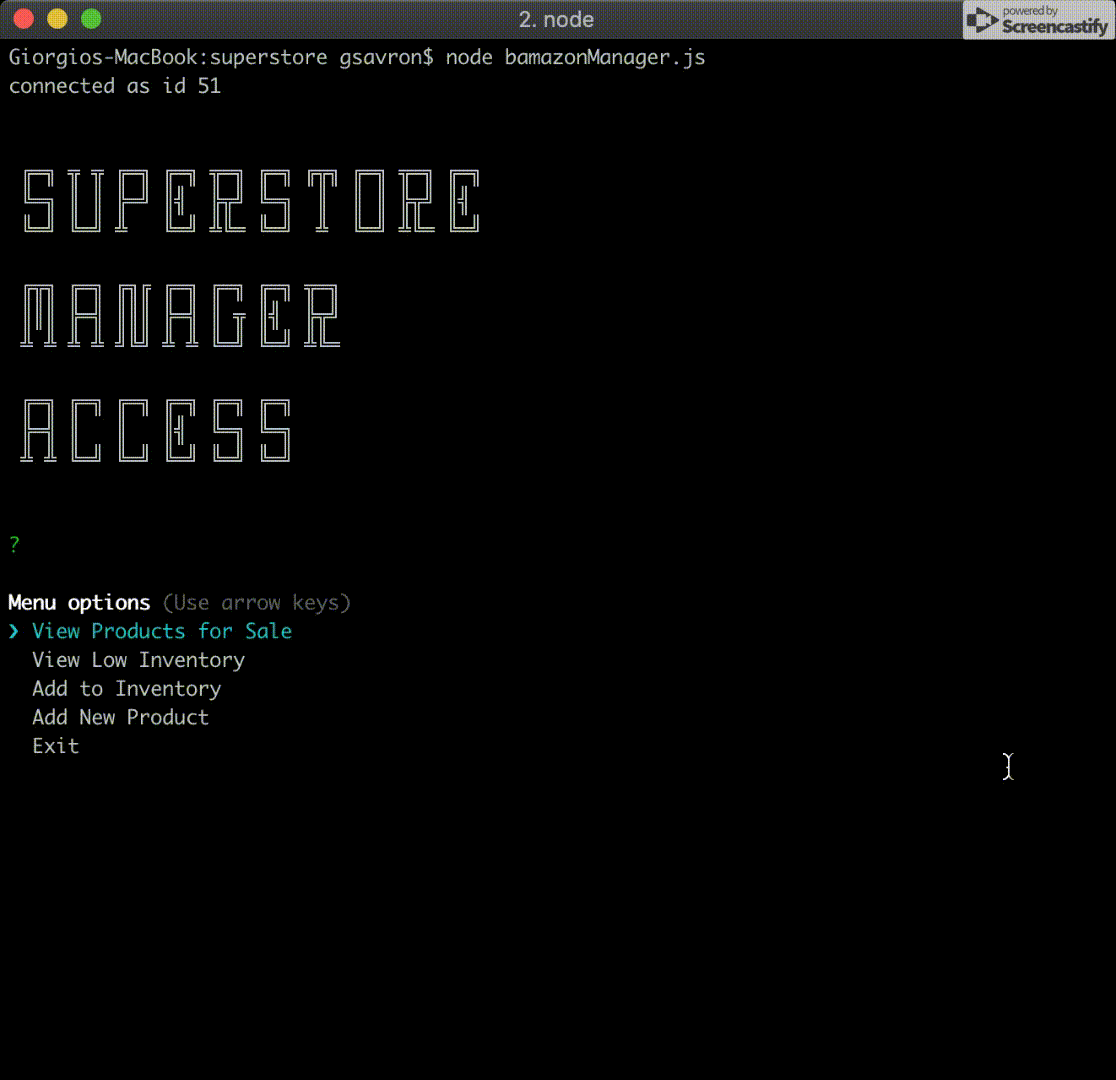 2. node
powered by
Screencastify
Giorgios-MacBook:superstore gsavron$ node bamazonManager.js
connected as id 51
SUPERSTORE
MANAGER
ACCESS
?
Menu options (Use arrow keys)
❯ View Products for Sale
View Low Inventory
Add to Inventory
Add New Product
Exit